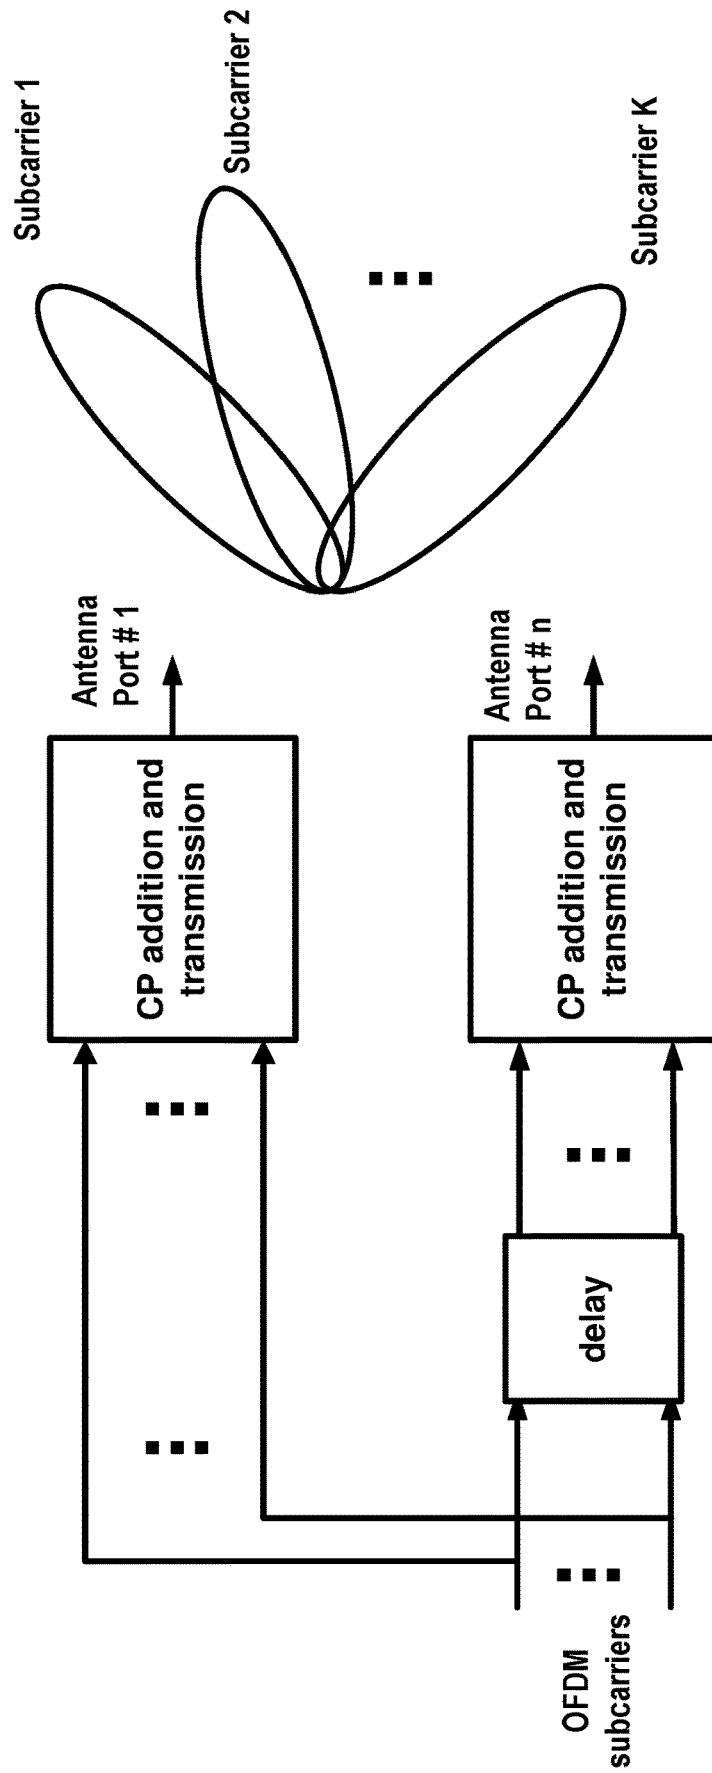 OFDM
subcarriers
delay
CP addition and
transmission
Antenna
Port # 1
CP addition and
transmission
Antenna
Port # n
Subcarrier 1
Subcarrier 2
Subcarrier K